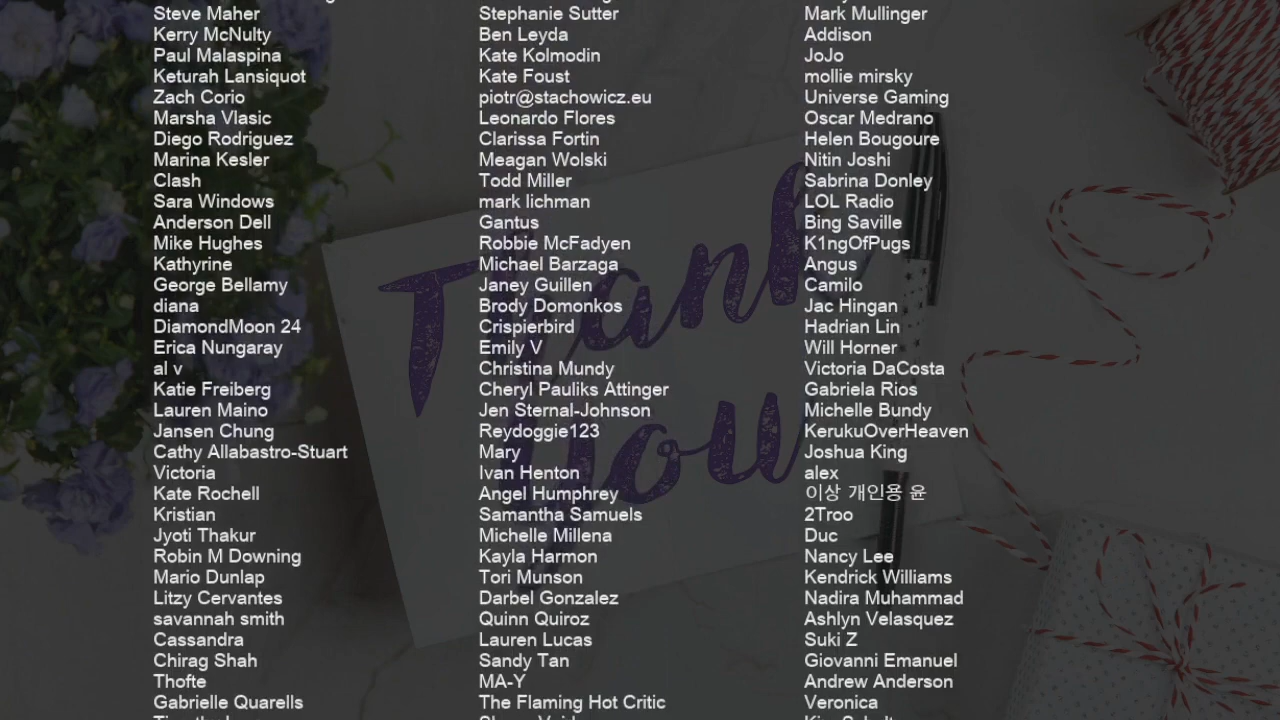 Steve Maher
Kerry McNulty
Paul Malaspina
Keturah Lansiquot
Zach Corio
Marsha Vlasic
Diego Rodriguez
Marina Kesler
Clash
Sara Windows
Anderson Dell
Mike Hughes
Kathyrine
George Bellamy
diana
DiamondMoon 24
Erica Nungaray
al v
Katie Freiberg
Lauren Maino
Jansen Chung
Cathy Allabastro-Stuart
Victoria
Kate Rochell
Kristian
Jyoti Thakur
Robin M Downing
Mario Dunlap
Litzy Cervantes
savannah smith
Cassandra
Chirag Shah
Thofte
Gabrielle Quarells
Stephanie Sutter
Ben Leyda
Kate Kolmodin
Kate Foust
piotr@stachowicz.eu
Leonardo Flores
Clarissa Fortin
Meagan Wolski
Todd Miller
mark lichman
Gantus
Robbie McFadyen
Michael Barzaga
Janey Guillen
Brody Domonkos
Crispierbird
Emily V
Christina Mundy
Cheryl Pauliks Attinger
Jen Sternal-Johnson
Reydoggie123
Mary
Ivan Henton
Angel Humphrey
Samantha Samuels
Michelle Millena
Kayla Harmon
Tori Munson
Darbel Gonzalez
Quinn Quiroz
Lauren Lucas
Sandy Tan
MA-Y
The Flaming Hot Critic
Mark Mullinger
Addison
JoJo
mollie mirsky
Universe Gaming
Oscar Medrano
Helen Bougoure
Nitin Joshi
Sabrina Donley
LOL Radio
Bing Saville
K1ngOfPugs
Angus
Camilo
Jac Hingan
Hadrian Lin
Will Horner
Victoria DaCosta
Gabriela Rios
Michelle Bundy
KerukuOverHeaven
Joshua King
alex
이상 개인용 윤
2Troo
Duc
Nancy Lee
Kendrick Williams
Nadira Muhammad
Ashlyn Velasquez
Suki Z
Giovanni Emanuel
Andrew Anderson
Veronica
Thank
you